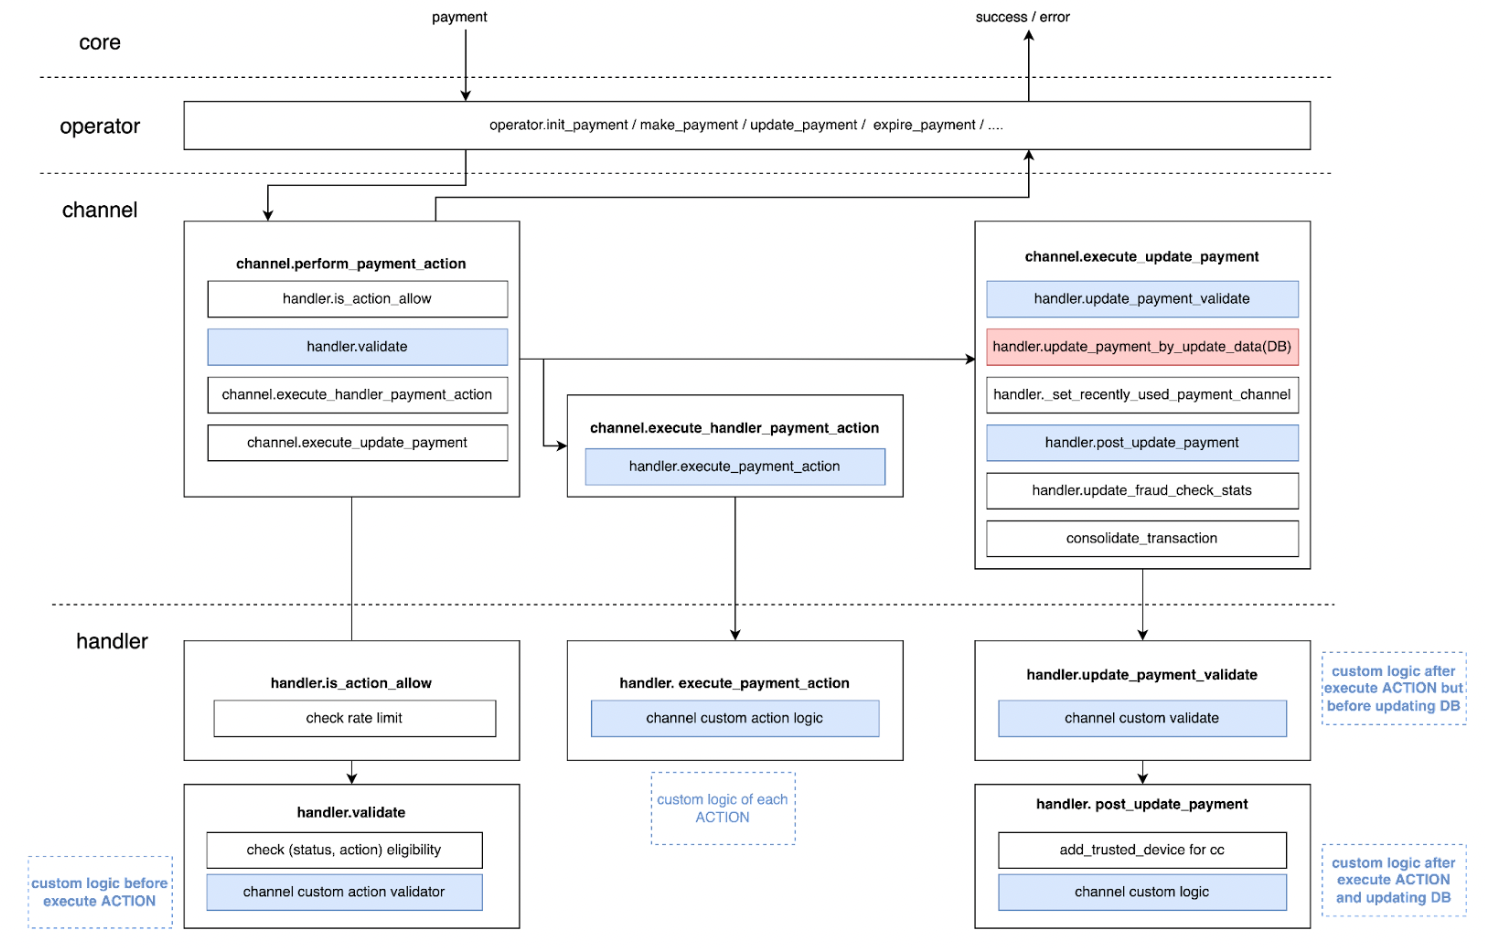 payment
success / error
core
operator
operator.init_payment / make_payment / update_payment /  expire_payment / ....
channel
channel.perform_payment_action
handler.is_action_allow
handler.validate
channel.execute_handler_payment_action
channel.execute_update_payment
channel.execute_handler_payment_action
handler.execute_payment_action
channel.execute_update_payment
handler.update_payment_validate
handler.update_payment_by_update_data(DB)
handler._set_recently_used_payment_channel
handler.post_update_payment
handler.update_fraud_check_stats
consolidate_transaction
handler
handler.is_action_allow
check rate limit
handler.validate
check (status, action) eligibility
channel custom action validator
custom logic before
execute ACTION
handler. execute_payment_action
channel custom action logic
custom logic of each
ACTION
handler.update_payment_validate
channel custom validate
custom logic after
execute ACTION but
before updating DB
handler. post_update_payment
add_trusted_device for cc
channel custom logic
custom logic after
execute ACTION
and updating DB